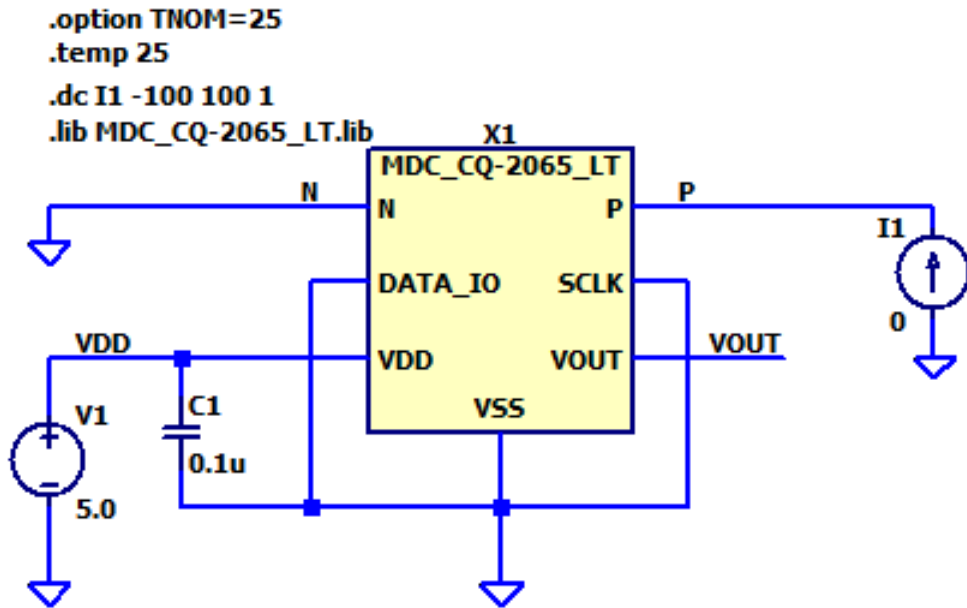 .option TNOM=25
.temp 25
.dc I1 -100 100 1
.lib MDC_CQ-2065_LT.lib
X1
MDC_CQ-2065_LT
N
N
P
P
I1
0
DATA_IO
SCLK
VDD
VDD
VOUT
VOUT
VSS
V1
5.0
C1
0.1u